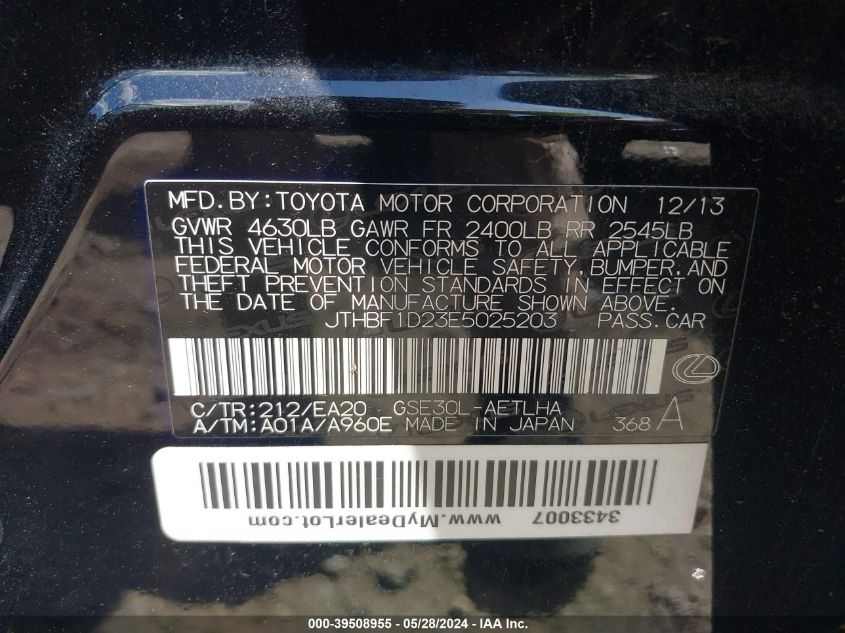 MFD.BY:TOYOTA MOTOR CORPORATION 12/13
GVWR 4630LB GAWR FR 2400LB RR 2545LB
THIS VEHICLE CONFORMS TO ALL APPLICABLE
FEDERAL MOTOR VEHICLE SAFETY,BUMPER,AND
THEFT PREVENTION STANDARDS IN EFFECT ON
THE DATE OF MANUFACTURE SHOWN ABOVE.
JTHBF1D23E5025203 PASS.CAR
C/TR:212/EA20 GSE30L-AETLHA
A/TM:A01A/A960E MADE IN JAPAN 368 A
3433007 www.MyDealerLot.com
000-39508955 / 05/28/2024 - IAA Inc.